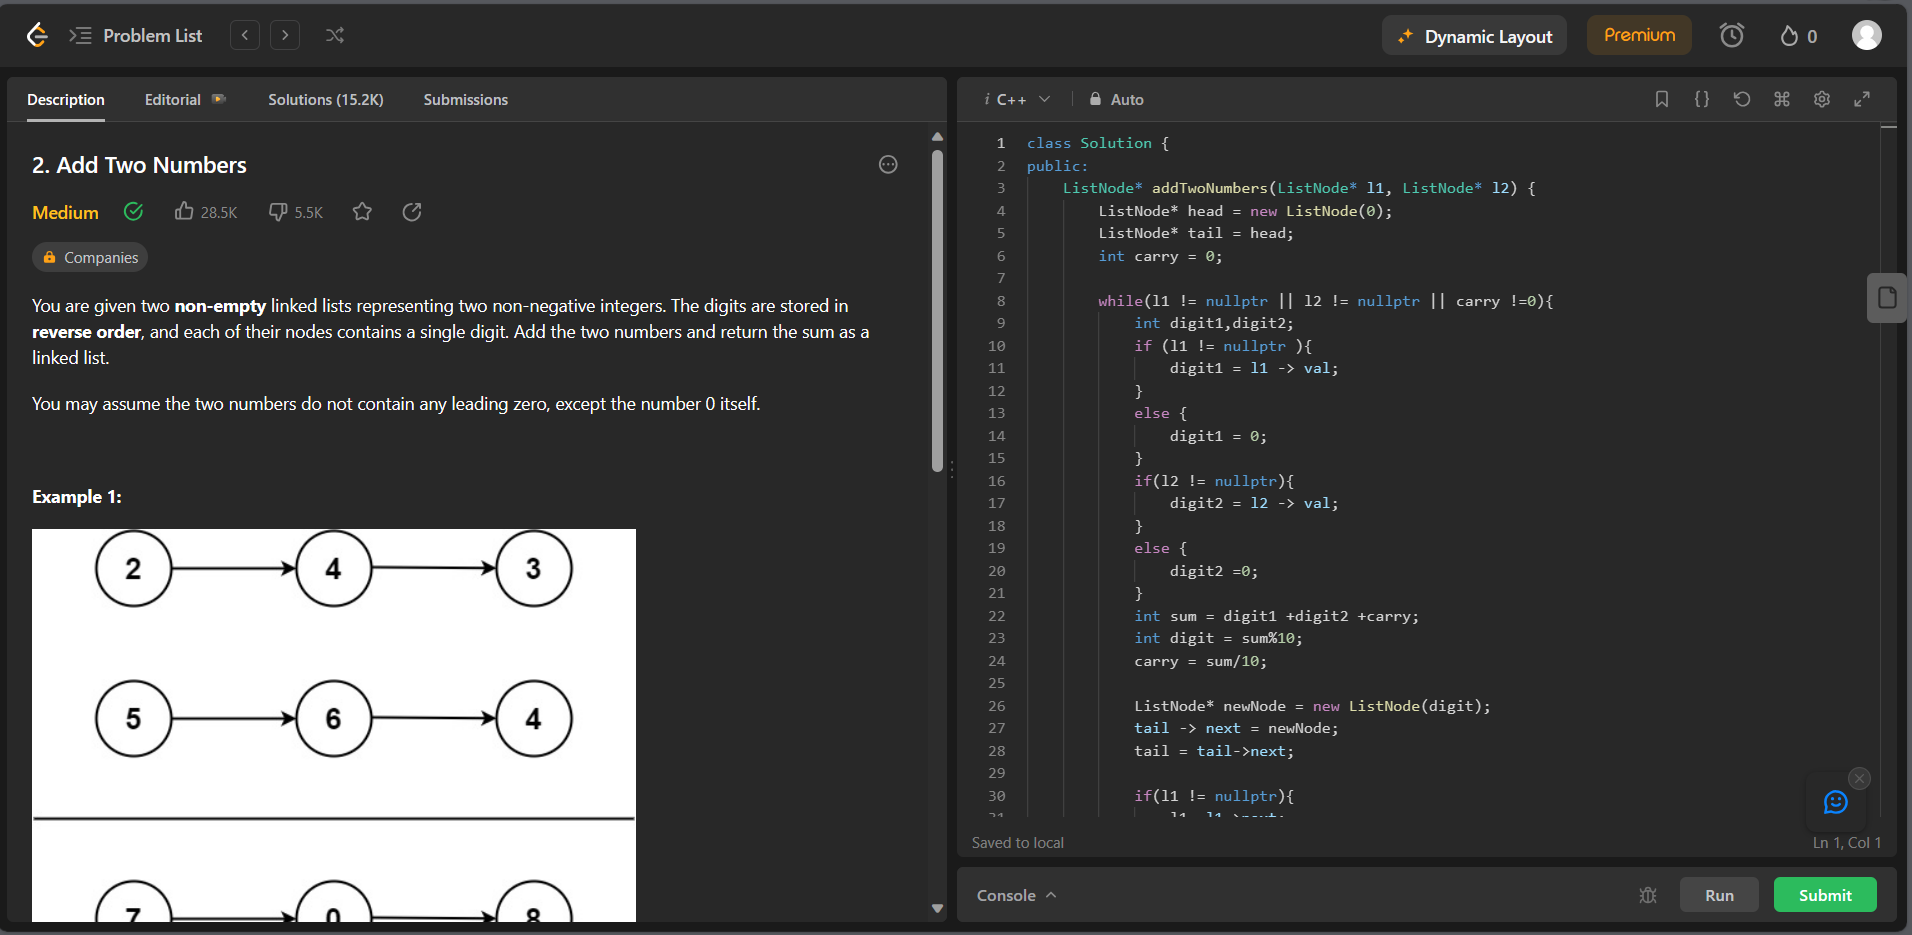 Problem List
Dynamic Layout
Premium
0
Description
Editorial
Solutions (15.2K)
Submissions
2. Add Two Numbers
Medium
28.5K
5.5K
Companies
You are given two non-empty linked lists representing two non-negative integers. The digits are stored in
reverse order, and each of their nodes contains a single digit. Add the two numbers and return the sum as a
linked list.
You may assume the two numbers do not contain any leading zero, except the number 0 itself.
Example 1:
2 4 3
5 6 4
7 0 8
i C++
Auto
1 class Solution {
2 public:
3 ListNode* addTwoNumbers(ListNode* l1, ListNode* l2) {
4 ListNode* head = new ListNode(0);
5 ListNode* tail = head;
6 int carry = 0;
7
8 while(l1 != nullptr || l2 != nullptr || carry !=0){
9 int digit1,digit2;
10 if (l1 != nullptr ){
11 digit1 = l1 -> val;
12 }
13 else {
14 digit1 = 0;
15 }
16 if(l2 != nullptr){
17 digit2 = l2 -> val;
18 }
19 else {
20 digit2 =0;
21 }
22 int sum = digit1 +digit2 +carry;
23 int digit = sum%10;
24 carry = sum/10;
25
26 ListNode* newNode = new ListNode(digit);
27 tail -> next = newNode;
28 tail = tail->next;
29
30 if(l1 != nullptr){
Saved to local
Ln 1, Col 1
Console
Run
Submit